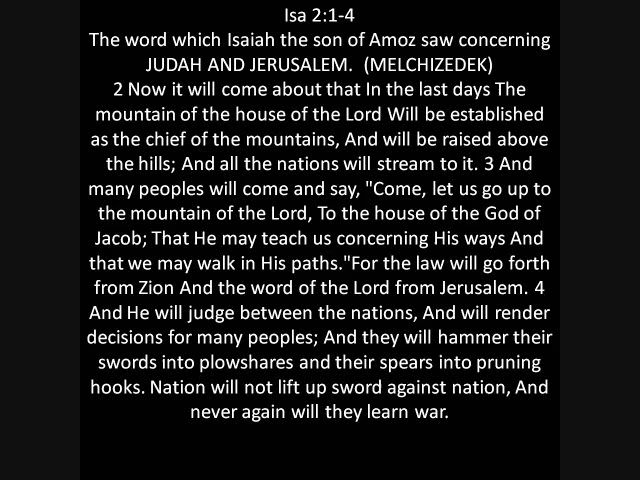 Isa 2:1-4
The word which Isaiah the son of Amoz saw concerning
JUDAH AND JERUSALEM.  (MELCHIZEDEK)
2 Now it will come about that In the last days The
mountain of the house of the Lord Will be established
as the chief of the mountains, And will be raised above
the hills; And all the nations will stream to it. 3 And
many peoples will come and say, "Come, let us go up to
the mountain of the Lord, To the house of the God of
Jacob; That He may teach us concerning His ways And
that we may walk in His paths."For the law will go forth
from Zion And the word of the Lord from Jerusalem. 4
And He will judge between the nations, And will render
decisions for many peoples; And they will hammer their
swords into plowshares and their spears into pruning
hooks. Nation will not lift up sword against nation, And
never again will they learn war.